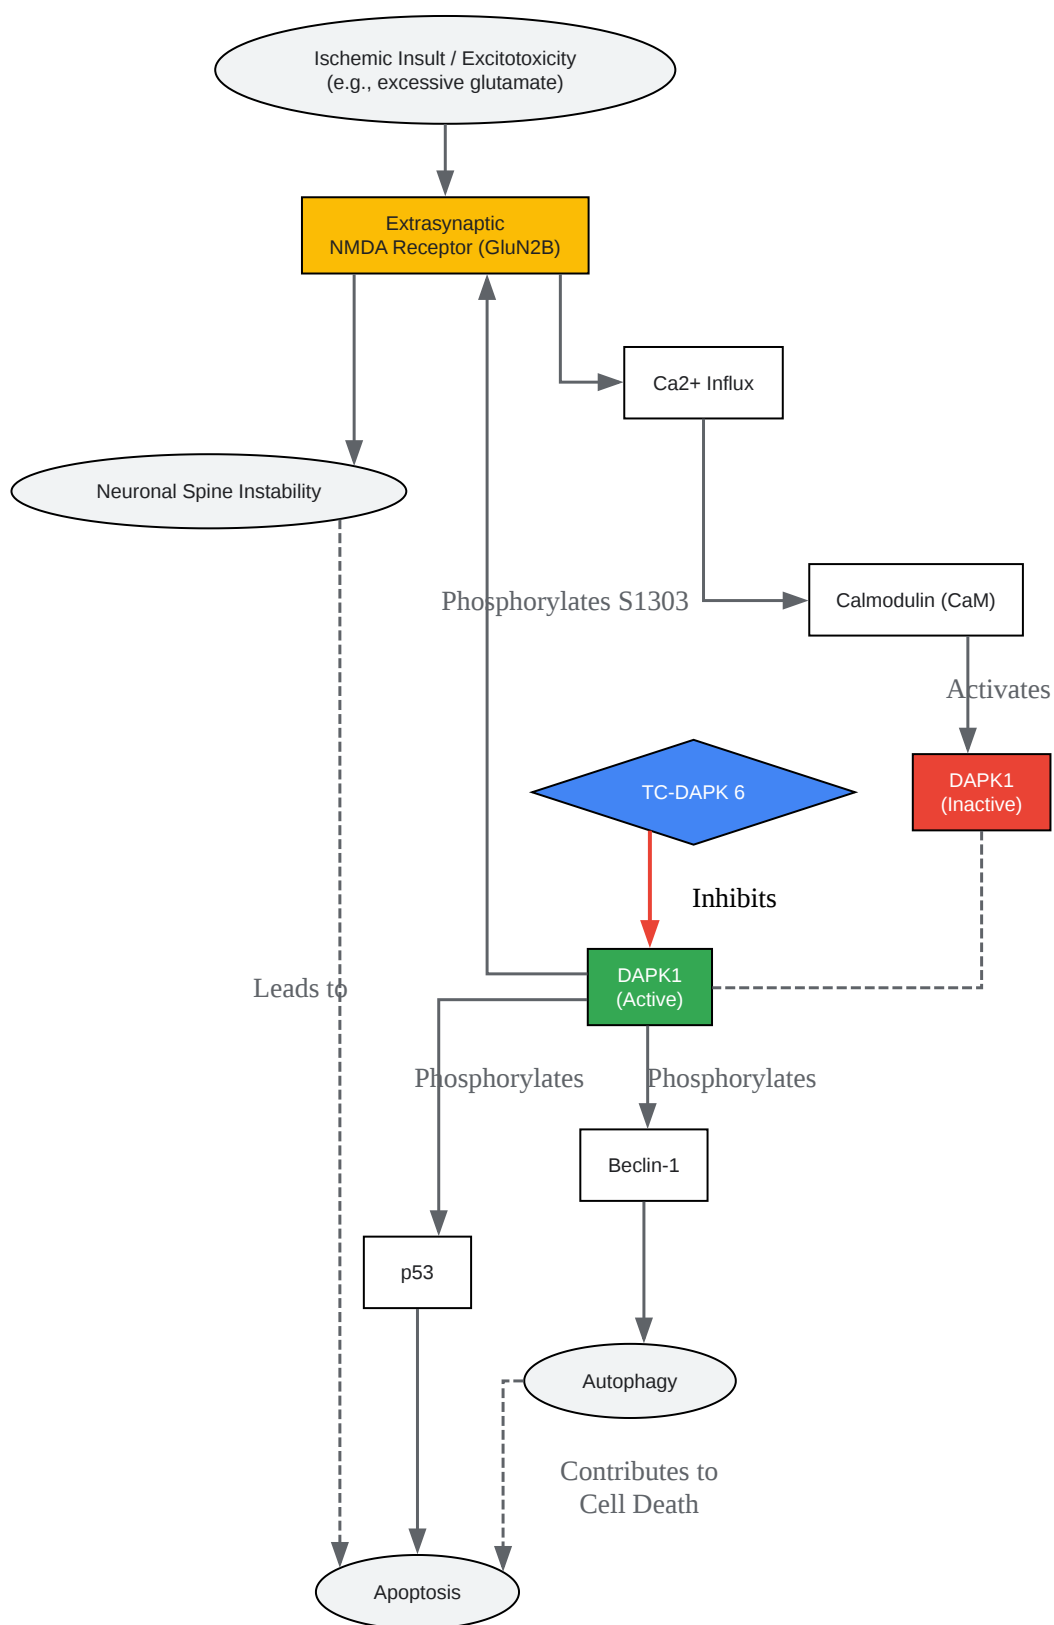 Ischemic Insult / Excitotoxicity
(e.g., excessive glutamate)
Extrasynaptic
NMDA Receptor (GluN2B)
Ca2+ Influx
Neuronal Spine Instability
Phosphorylates S1303
Calmodulin (CaM)
Activates
TC-DAPK 6
DAPK1
(Inactive)
Inhibits
Leads to
DAPK1
(Active)
Phosphorylates
Phosphorylates
Beclin-1
p53
Autophagy
Contributes to
Cell Death
Apoptosis